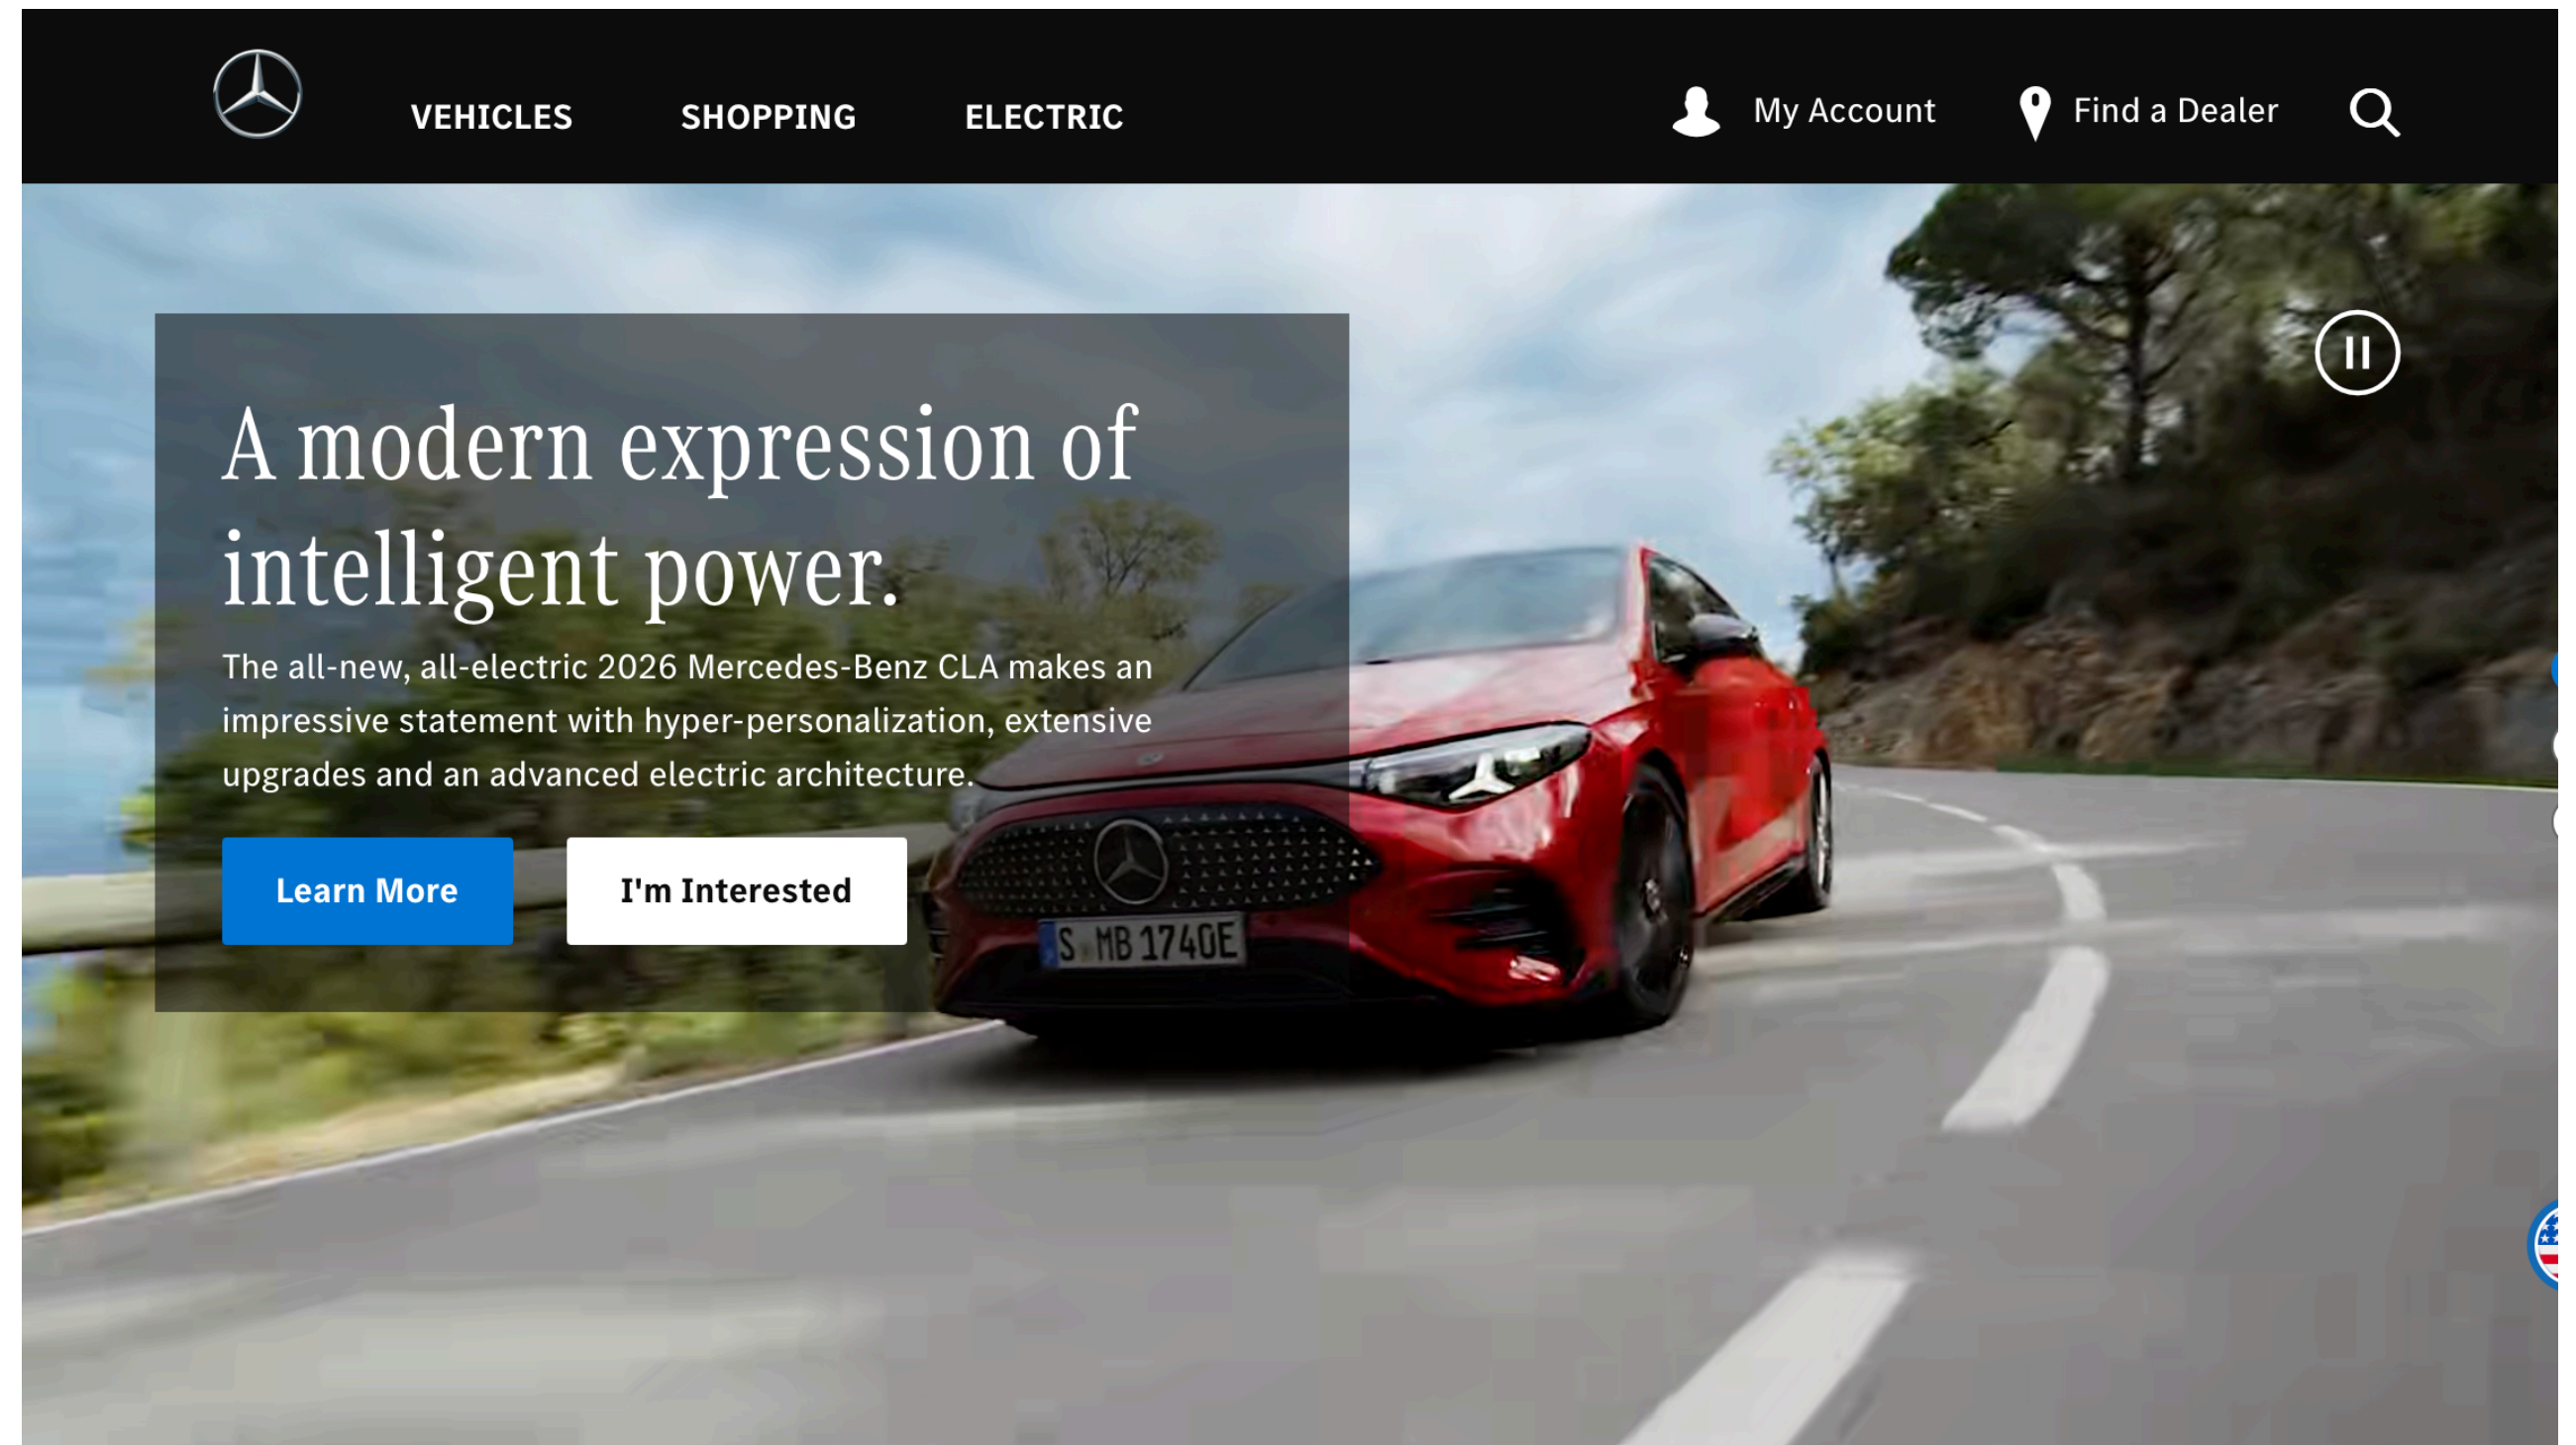 VEHICLES
SHOPPING
ELECTRIC
My Account
Find a Dealer
A modern expression of
intelligent power.
The all-new, all-electric 2026 Mercedes-Benz CLA makes an
impressive statement with hyper-personalization, extensive
upgrades and an advanced electric architecture.
Learn More
I'm Interested
S MB 1740E